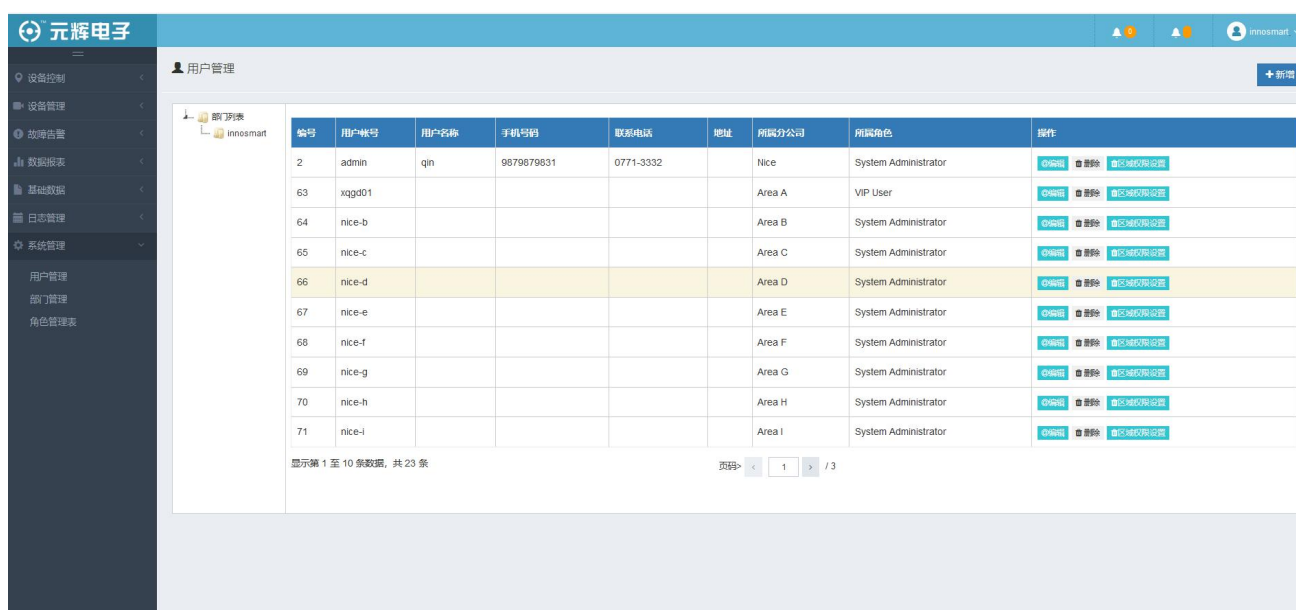 元辉电子
0
innosmart
设备控制
设备管理
故障告警
数据报表
基础数据
日志管理
系统管理
用户管理
部门管理
角色管理表
用户管理
+新增
部门列表
innosmart
编号 用户帐号 用户名称 手机号码 联系电话 地址 所属分公司 所属角色 操作
2 admin qin 9879879831 0771-3332 Nice System Administrator 编辑 删除 区域权限设置
63 xqgd01 Area A VIP User 编辑 删除 区域权限设置
64 nice-b Area B System Administrator 编辑 删除 区域权限设置
65 nice-c Area C System Administrator 编辑 删除 区域权限设置
66 nice-d Area D System Administrator 编辑 删除 区域权限设置
67 nice-e Area E System Administrator 编辑 删除 区域权限设置
68 nice-f Area F System Administrator 编辑 删除 区域权限设置
69 nice-g Area G System Administrator 编辑 删除 区域权限设置
70 nice-h Area H System Administrator 编辑 删除 区域权限设置
71 nice-i Area I System Administrator 编辑 删除 区域权限设置
显示第 1 至 10 条数据，共 23 条
页码> < 1 > / 3